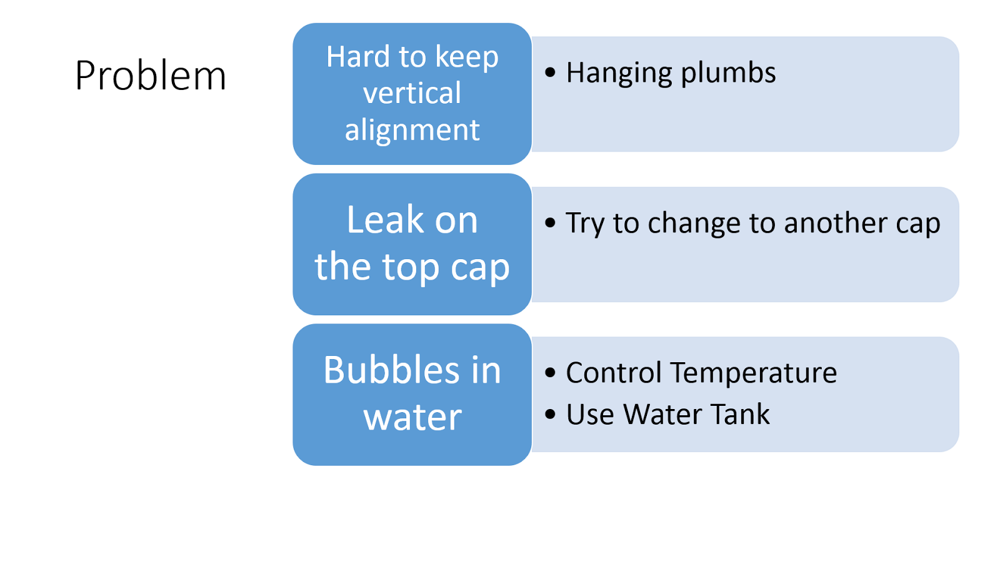 Problem
Hard to keep
vertical
alignment
• Hanging plumbs
Leak on
the top cap
• Try to change to another cap
Bubbles in
water
• Control Temperature
• Use Water Tank